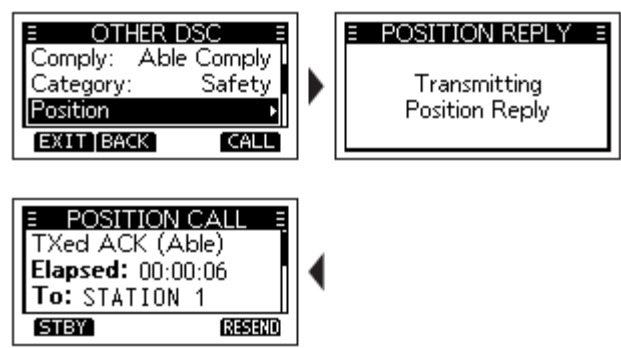 OTHER DSC
Comply: Able Comply
Category: Safety
Position
EXIT BACK CALL
POSITION REPLY
Transmitting
Position Reply
POSITION CALL
TXed ACK (Able)
Elapsed: 00:00:06
To: STATION 1
STBY RESEND